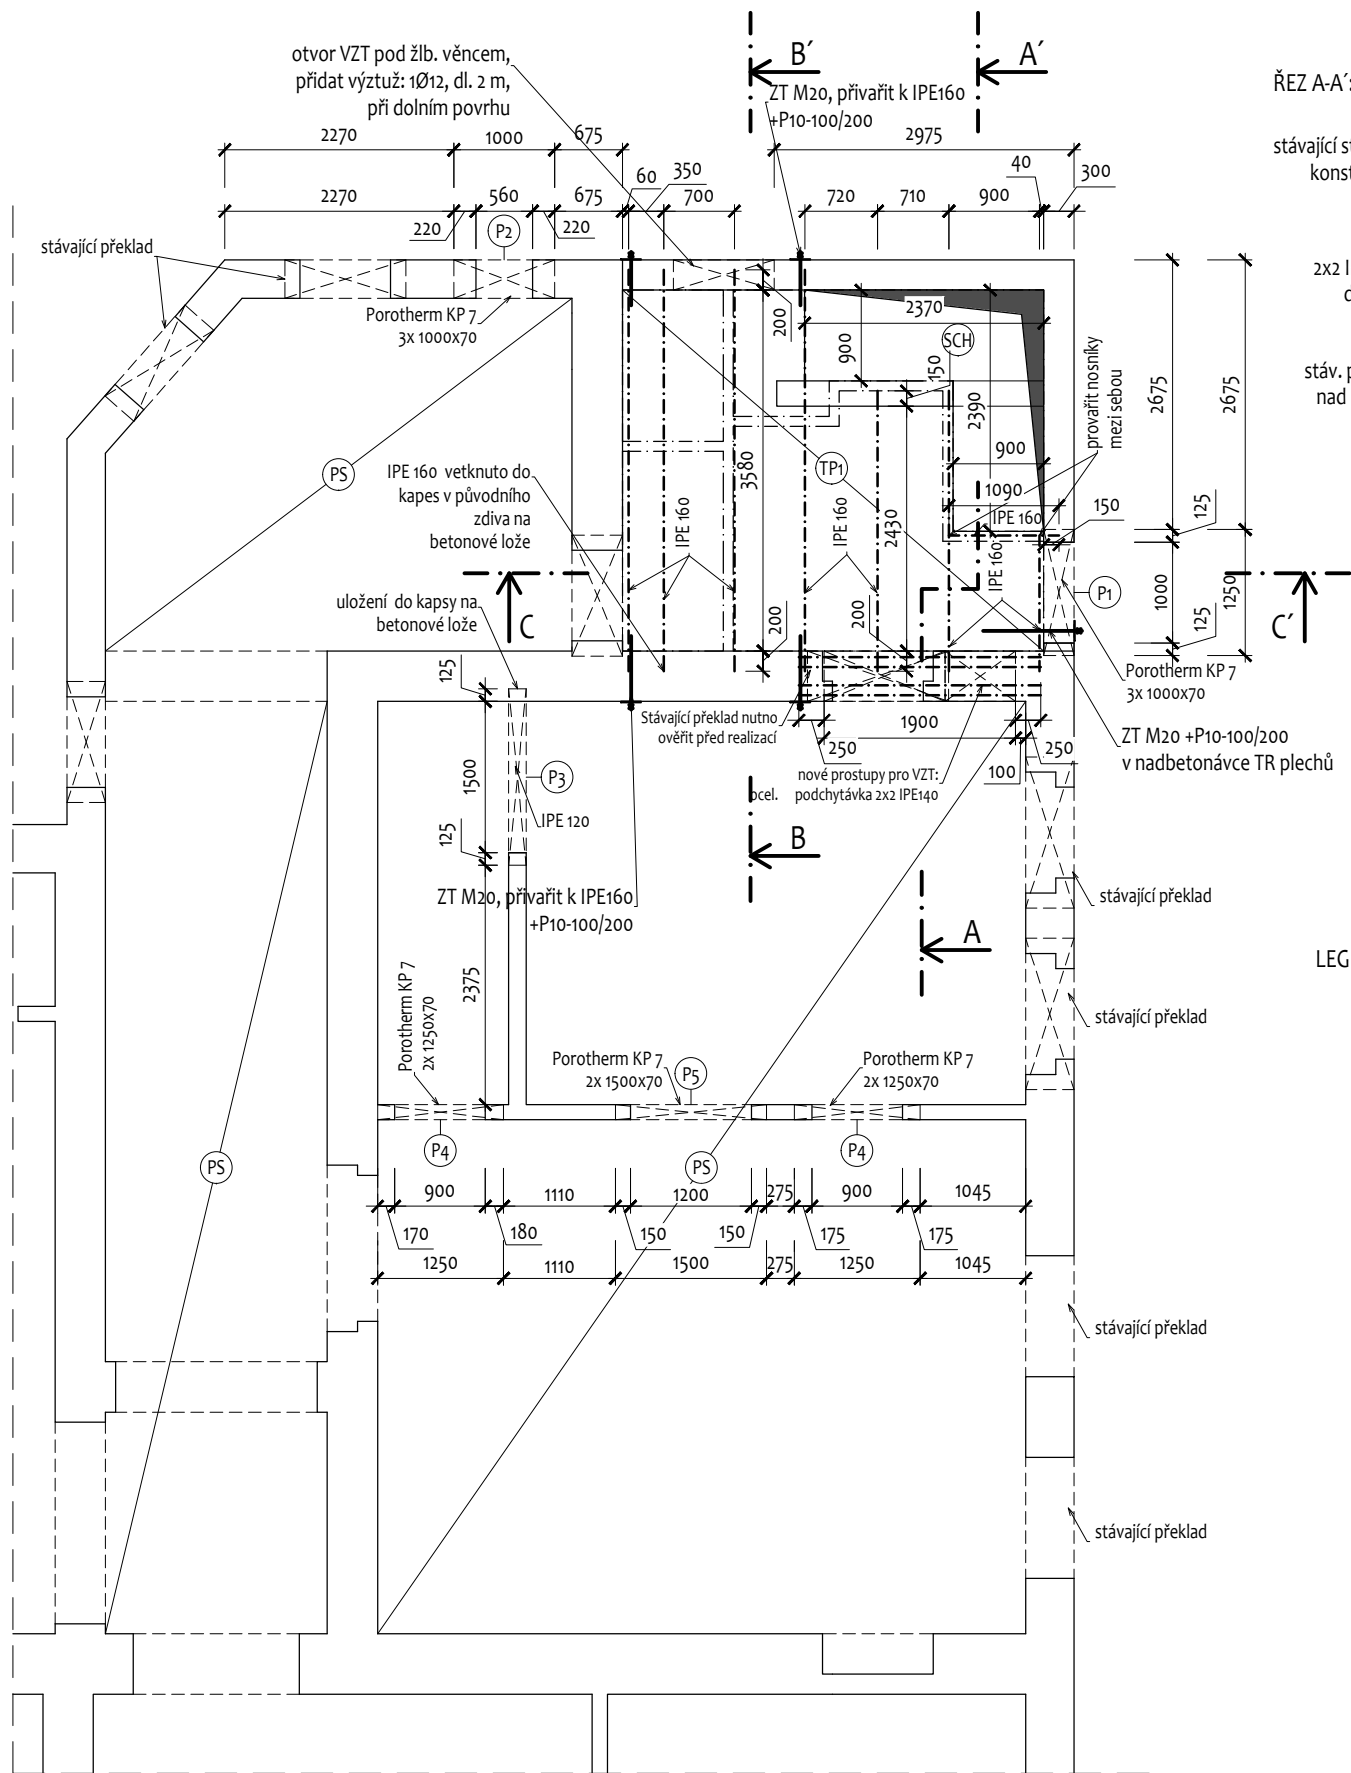 otvor VZT pod žlb. věncem,
přidat výztuž: 1Ø12, dl. 2 m,
při dolním povrhu
B´
A´
ZT M20, přivařit k IPE160
+P10-100/200
ŘEZ A-A´:
2270
1000
675
2975
stávající st
konst
60
350
40
300
2270
560
675
700
720
710
900
220
P2
220
stávající překlad
2x2 I
d
Porotherm KP 7
3x 1000x70
200
2370
SCH
900
150
2390
provařit nosníky
mezi sebou
2675
2675
stáv. p
nad
PS
IPE 160 vetknuto do
kapes v původního
zdiva na
betonové lože
3580
TP1
900
1090
IPE 160
IPE 160
IPE 160
2430
IPE 160
150
125
1000
1250
125
P1
C
C´
uložení do kapsy na
betonové lože
200
200
Porotherm KP 7
3x 1000x70
125
Stávající překlad nutno
ověřit před realizací
1900
250
100
250
ZT M20 +P10-100/200
v nadbetonávce TR plechů
nové prostupy pro VZT:
ocel.
podchytávka 2x2 IPE140
1500
P3
IPE 120
125
B
ZT M20, přivařit k IPE160
+P10-100/200
stávající překlad
A
LEG
2375
Porotherm KP 7
2x 1250x70
stávající překlad
Porotherm KP 7
2x 1500x70
P5
Porotherm KP 7
2x 1250x70
P4
P4
PS
PS
900
1110
1200
275
900
1045
170
180
150
150
175
175
1250
1110
1500
275
1250
1045
stávající překlad
stávající překlad